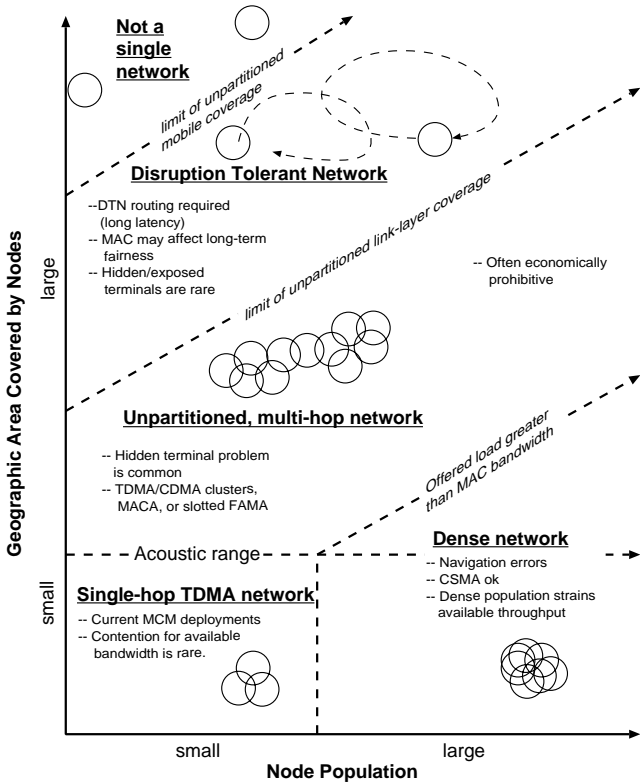 Not a
single
network
limit of unpartitioned
mobile coverage
Disruption Tolerant Network
--DTN routing required
(long latency)
-- MAC may affect long-term
fairness
-- Hidden/exposed
terminals are rare
limit of unpartitioned link-layer coverage
-- Often economically
prohibitive
Unpartitioned, multi-hop network
-- Hidden terminal problem
is common
-- TDMA/CDMA clusters,
MACA, or slotted FAMA
Offered load greater
than MAC bandwidth
Acoustic range
Dense network
-- Navigation errors
-- CSMA ok
-- Dense population strains
available throughput
Single-hop TDMA network
-- Current MCM deployments
-- Contention for available
bandwidth is rare.
Geographic Area Covered by Nodes
large
small
small
large
Node Population